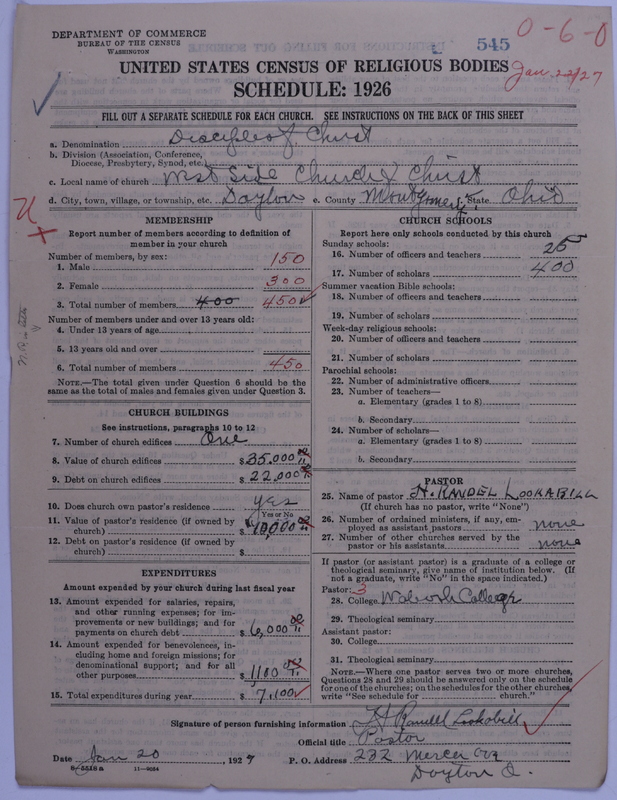 DEPARTMENT OF COMMERCE
BUREAU OF THE CENSUS
WASHINGTON
545
0-6-0
UNITED STATES CENSUS OF RELIGIOUS BODIES
Jan. 22/27
SCHEDULE: 1926
FILL OUT A SEPARATE SCHEDULE FOR EACH CHURCH. SEE INSTRUCTIONS ON THE BACK OF THIS SHEET
a. Denomination Disciples of Christ
b. Division (Association, Conference, Diocese, Presbytery, Synod, etc.)
c. Local name of church West Side Church of Christ
d. City, town, village, or township, etc. Dayton e. County Montgomery State Ohio
U
MEMBERSHIP
Report number of members according to definition of member in your church
Number of members, by sex:
1. Male 150
2. Female 300
3. Total number of members 400 450
Number of members under and over 13 years old:
4. Under 13 years of age
5. 13 years old and over
6. Total number of members 450
NOTE.—The total given under Question 6 should be the same as the total of males and females given under Question 3.
CHURCH BUILDINGS
See instructions, paragraphs 10 to 12
7. Number of church edifices One
8. Value of church edifices $35.000
9. Debt on church edifices $22,000
10. Does church own pastor's residence yes
Yes or No
11. Value of pastor's residence (if owned by church) $10,000
12. Debt on pastor's residence (if owned by church) $
EXPENDITURES
Amount expended by your church during last fiscal year
13. Amount expended for salaries, repairs, and other running expenses; for improvements or new buildings; and for payments on church debt $6,000
14. Amount expended for benevolences, including home and foreign missions; for denominational support; and for all other purposes $1100
15. Total expenditures during year $7,100
CHURCH SCHOOLS
Report here only schools conducted by this church
Sunday schools:
16. Number of officers and teachers 25
17. Number of scholars 400
Summer vacation Bible schools:
18. Number of officers and teachers
19. Number of scholars
Week-day religious schools:
20. Number of officers and teachers
21. Number of scholars
Parochial schools:
22. Number of administrative officers
23. Number of teachers—
a. Elementary (grades 1 to 8)
b. Secondary
24. Number of scholars—
a. Elementary (grades 1 to 8)
b. Secondary
PASTOR
25. Name of pastor H. RANDEL LOOKABILL
(If church has no pastor, write "None")
26. Number of ordained ministers, if any, employed as assistant pastors none
27. Number of other churches served by the pastor or his assistants none
If pastor (or assistant pastor) is a graduate of a college or theological seminary, give name of institution below. (If not a graduate, write "No" in the space indicated.)
Pastor: 3
28. College Wabash College
29. Theological seminary
Assistant pastor:
30. College
31. Theological seminary
NOTE.—Where one pastor serves two or more churches, Questions 28 and 29 should be answered only on the schedule for one of the churches; on the schedules for the other churches, write "See schedule for church."
Signature of person furnishing information H Randell Lookabill
Official title Pastor
Date Jan 20, 1927 P. O. Address 232 Mercer
Dayton O.
8-5518a 11-9084